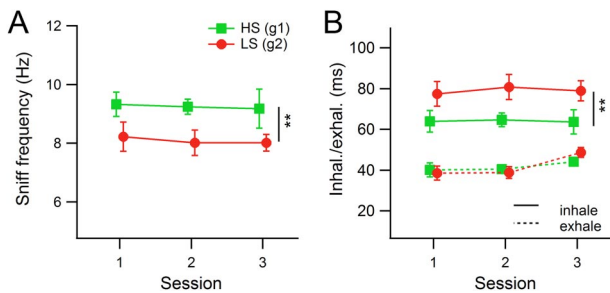 A
HS (g1)
LS (g2)
Sniff frequency (Hz)
12
10
8
6
**
1 2 3
Session
B
Inhal./exhal. (ms)
100
80
60
40
20
**
inhale
exhale
1 2 3
Session